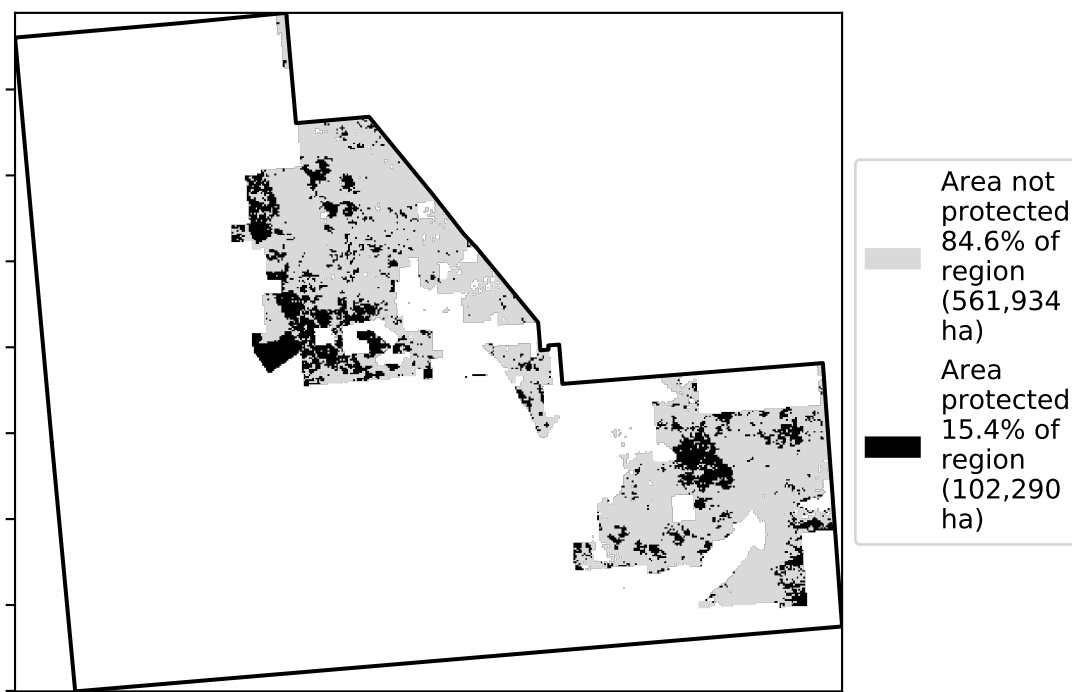 Area not
protected
84.6% of
region
(561,934
ha)
Area
protected
15.4% of
region
(102,290
ha)